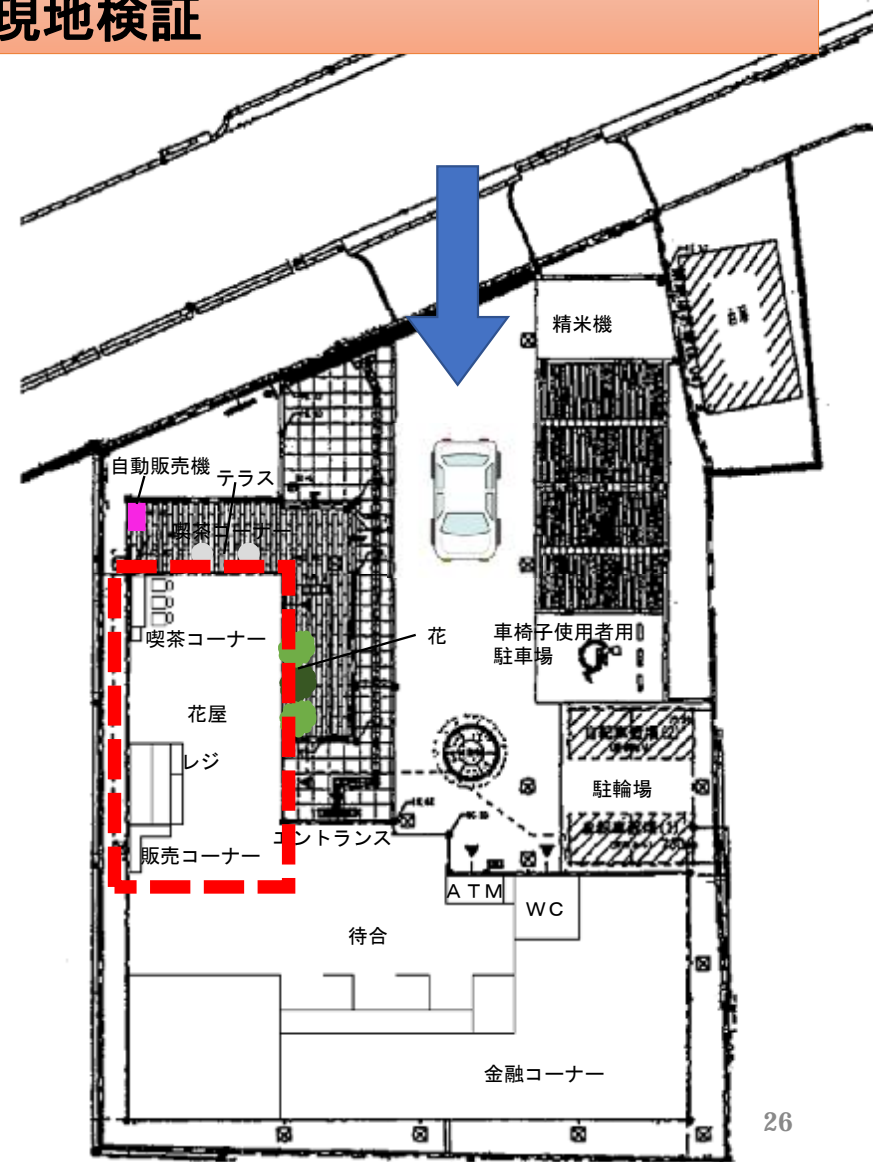 現地検証
精米機
自動販売機
テラス
喫茶コーナー
喫茶コーナー
花
車椅子使用者用
駐車場
花屋
レジ
駐輪場
エントランス
販売コーナー
ATM
WC
待合
金融コーナー
26